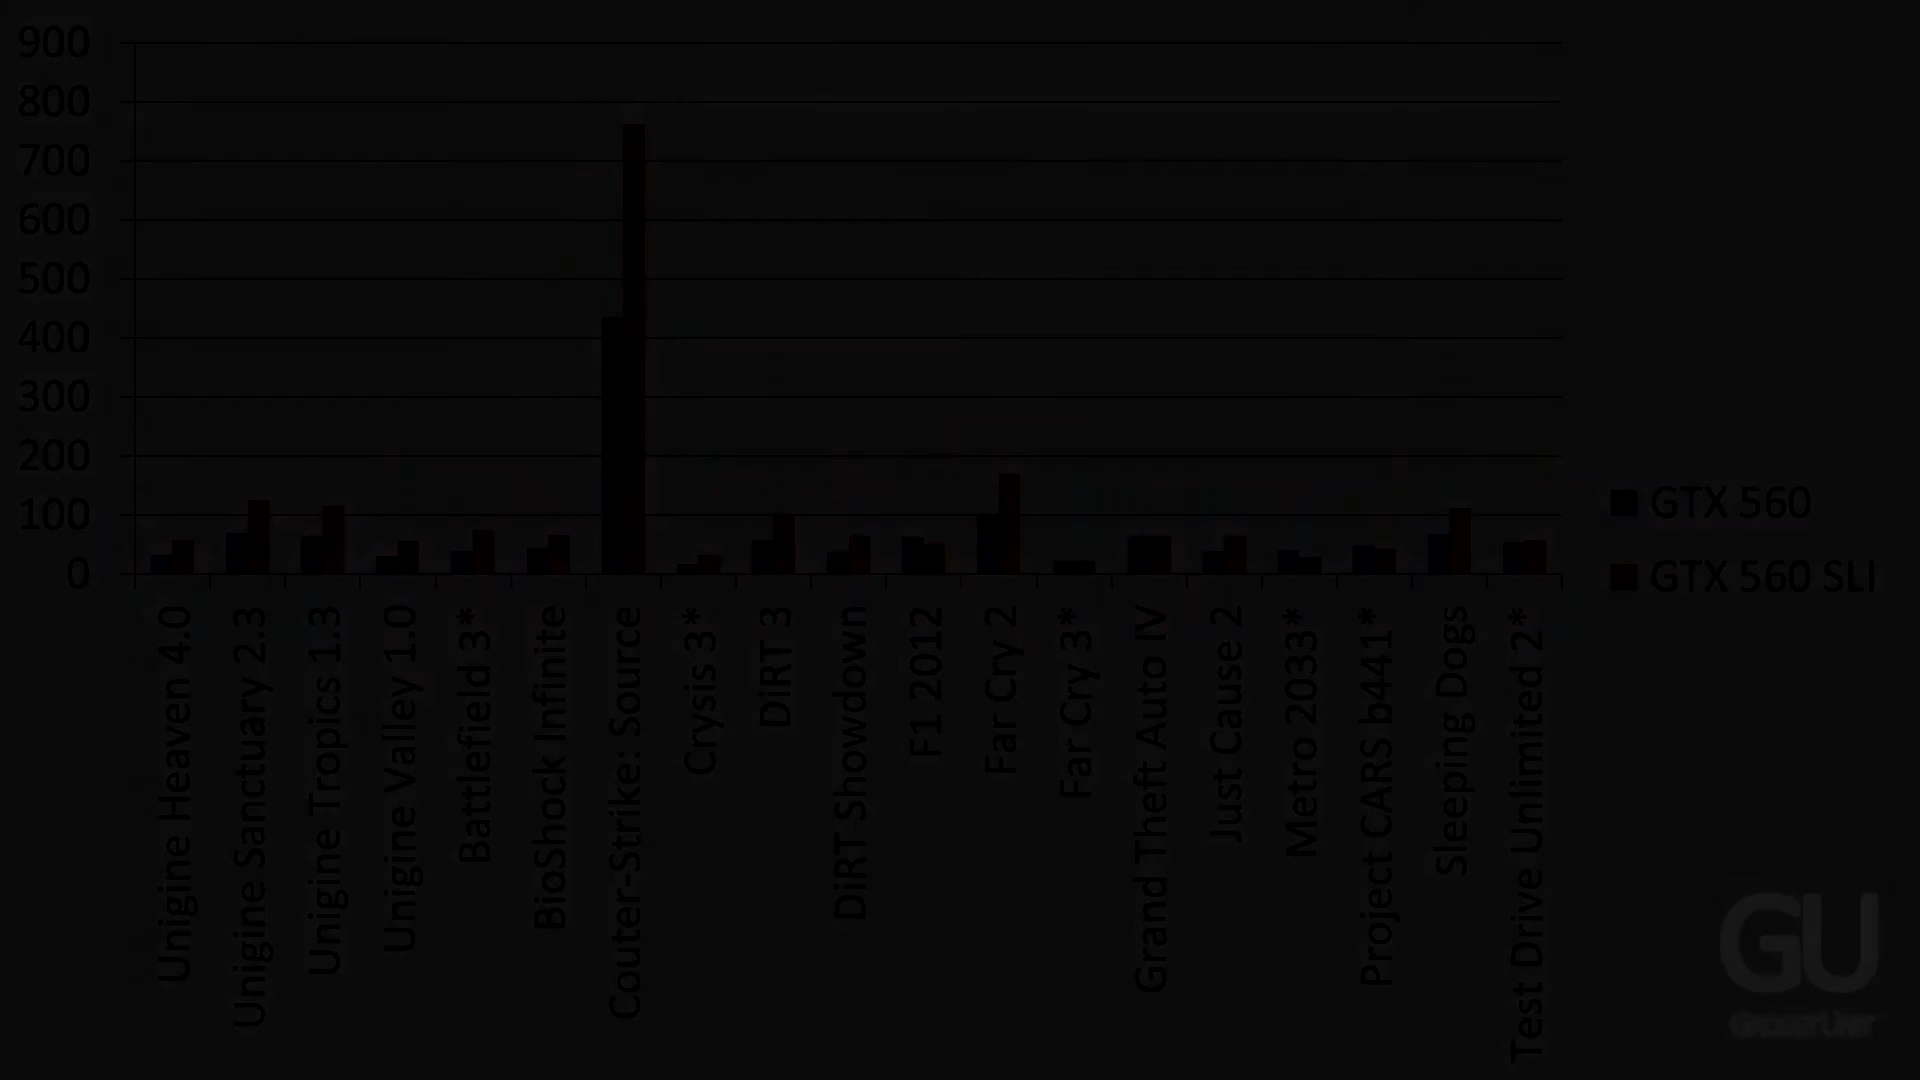 900
800
700
600
500
400
300
200
100
0
GTX 560
GTX 560 SLI
Unigine Heaven 4.0
Unigine Sanctuary 2.3
Unigine Tropics 1.3
Unigine Valley 1.0
Battlefield 3*
BioShock Infinite
Couter-Strike: Source
Crysis 3*
DiRT 3
DiRT Showdown
F1 2012
Far Cry 2
Far Cry 3*
Grand Theft Auto IV
Just Cause 2
Metro 2033*
Project CARS b441*
Sleeping Dogs
Test Drive Unlimited 2*
GU